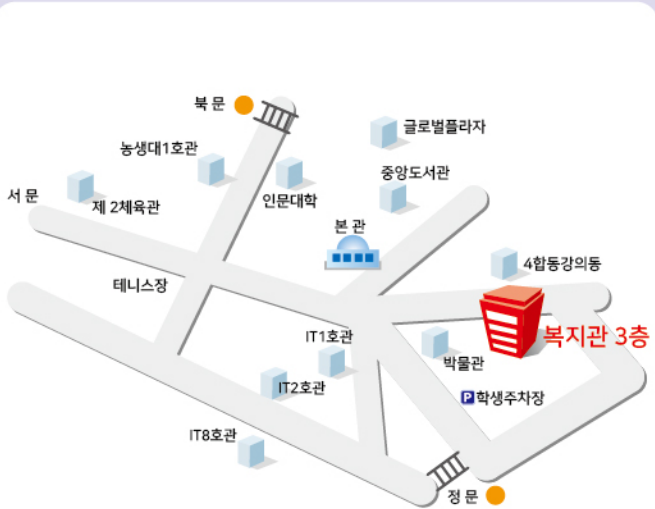 북 문
글로벌플라자
농생대1호관
중앙도서관
서 문
제 2체육관
인문대학
본 관
4합동강의동
테니스장
IT1호관
복지관 3층
박물관
IT2호관
P 학생주차장
IT8호관
정 문